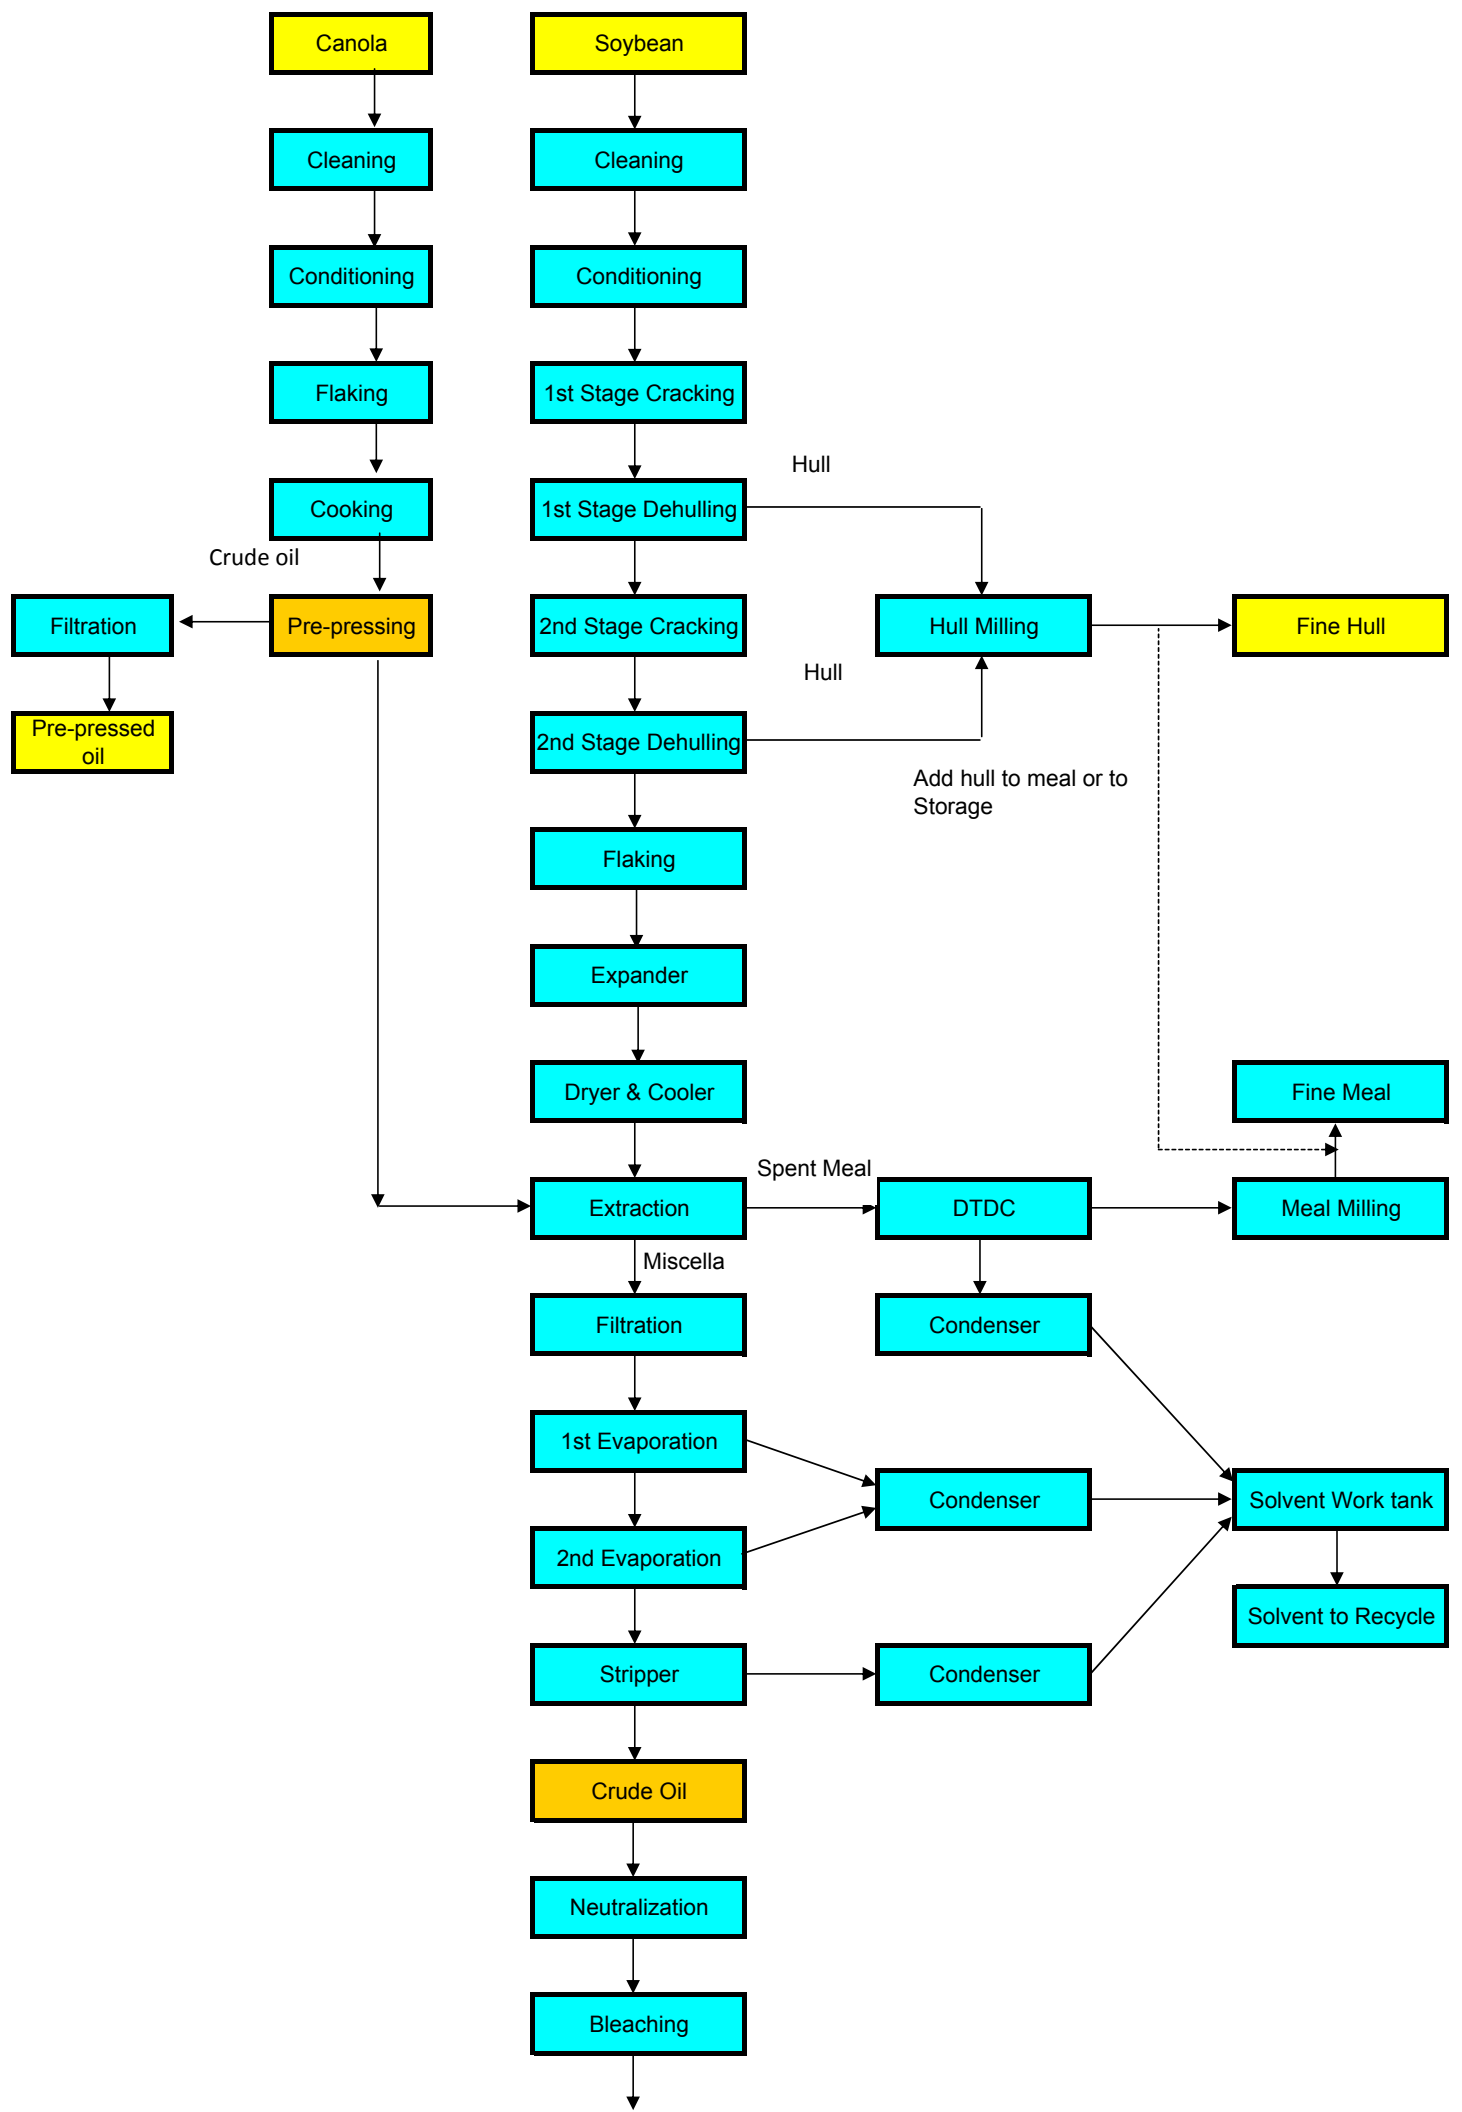 Canola
Soybean
Cleaning
Cleaning
Conditioning
Conditioning
Flaking
1st Stage Cracking
Hull
Cooking
1st Stage Dehulling
Crude oil
Filtration
Pre-pressing
2nd Stage Cracking
Hull Milling
Fine Hull
Hull
Pre-pressed
oil
2nd Stage Dehulling
Add hull to meal or to
Storage
Flaking
Expander
Dryer & Cooler
Fine Meal
Spent Meal
Extraction
DTDC
Meal Milling
Miscella
Filtration
Condenser
1st Evaporation
Condenser
Solvent Work tank
2nd Evaporation
Solvent to Recycle
Stripper
Condenser
Crude Oil
Neutralization
Bleaching